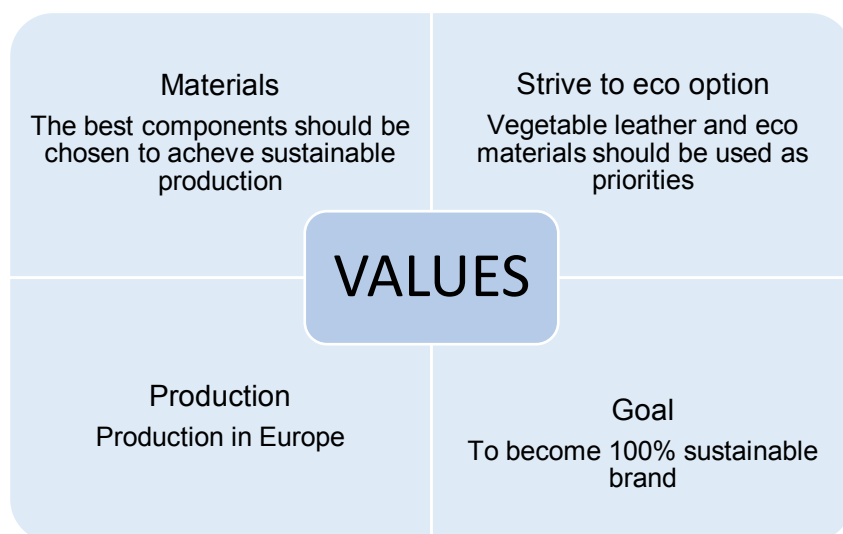 Materials
The best components should be
chosen to acheve sustainable
production
Strive to eco option
Vegetable leather and eco
materials should be used as
priorities
VALUES
Production
Production in Europe
Goal
To become 100% sustainable
brand